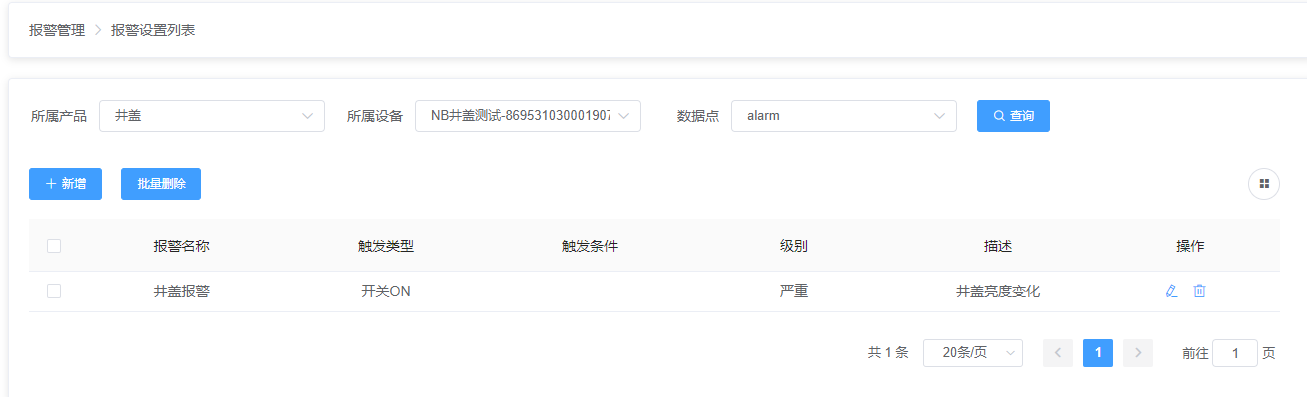 报警管理 > 报警设置列表
所属产品 井盖 所属设备 NB井盖测试-869531030001907 数据点 alarm 查询
+ 新增 批量删除
报警名称 触发类型 触发条件 级别 描述 操作
井盖报警 开关ON 严重 井盖亮度变化
共 1 条 20条/页 < 1 > 前往 1 页